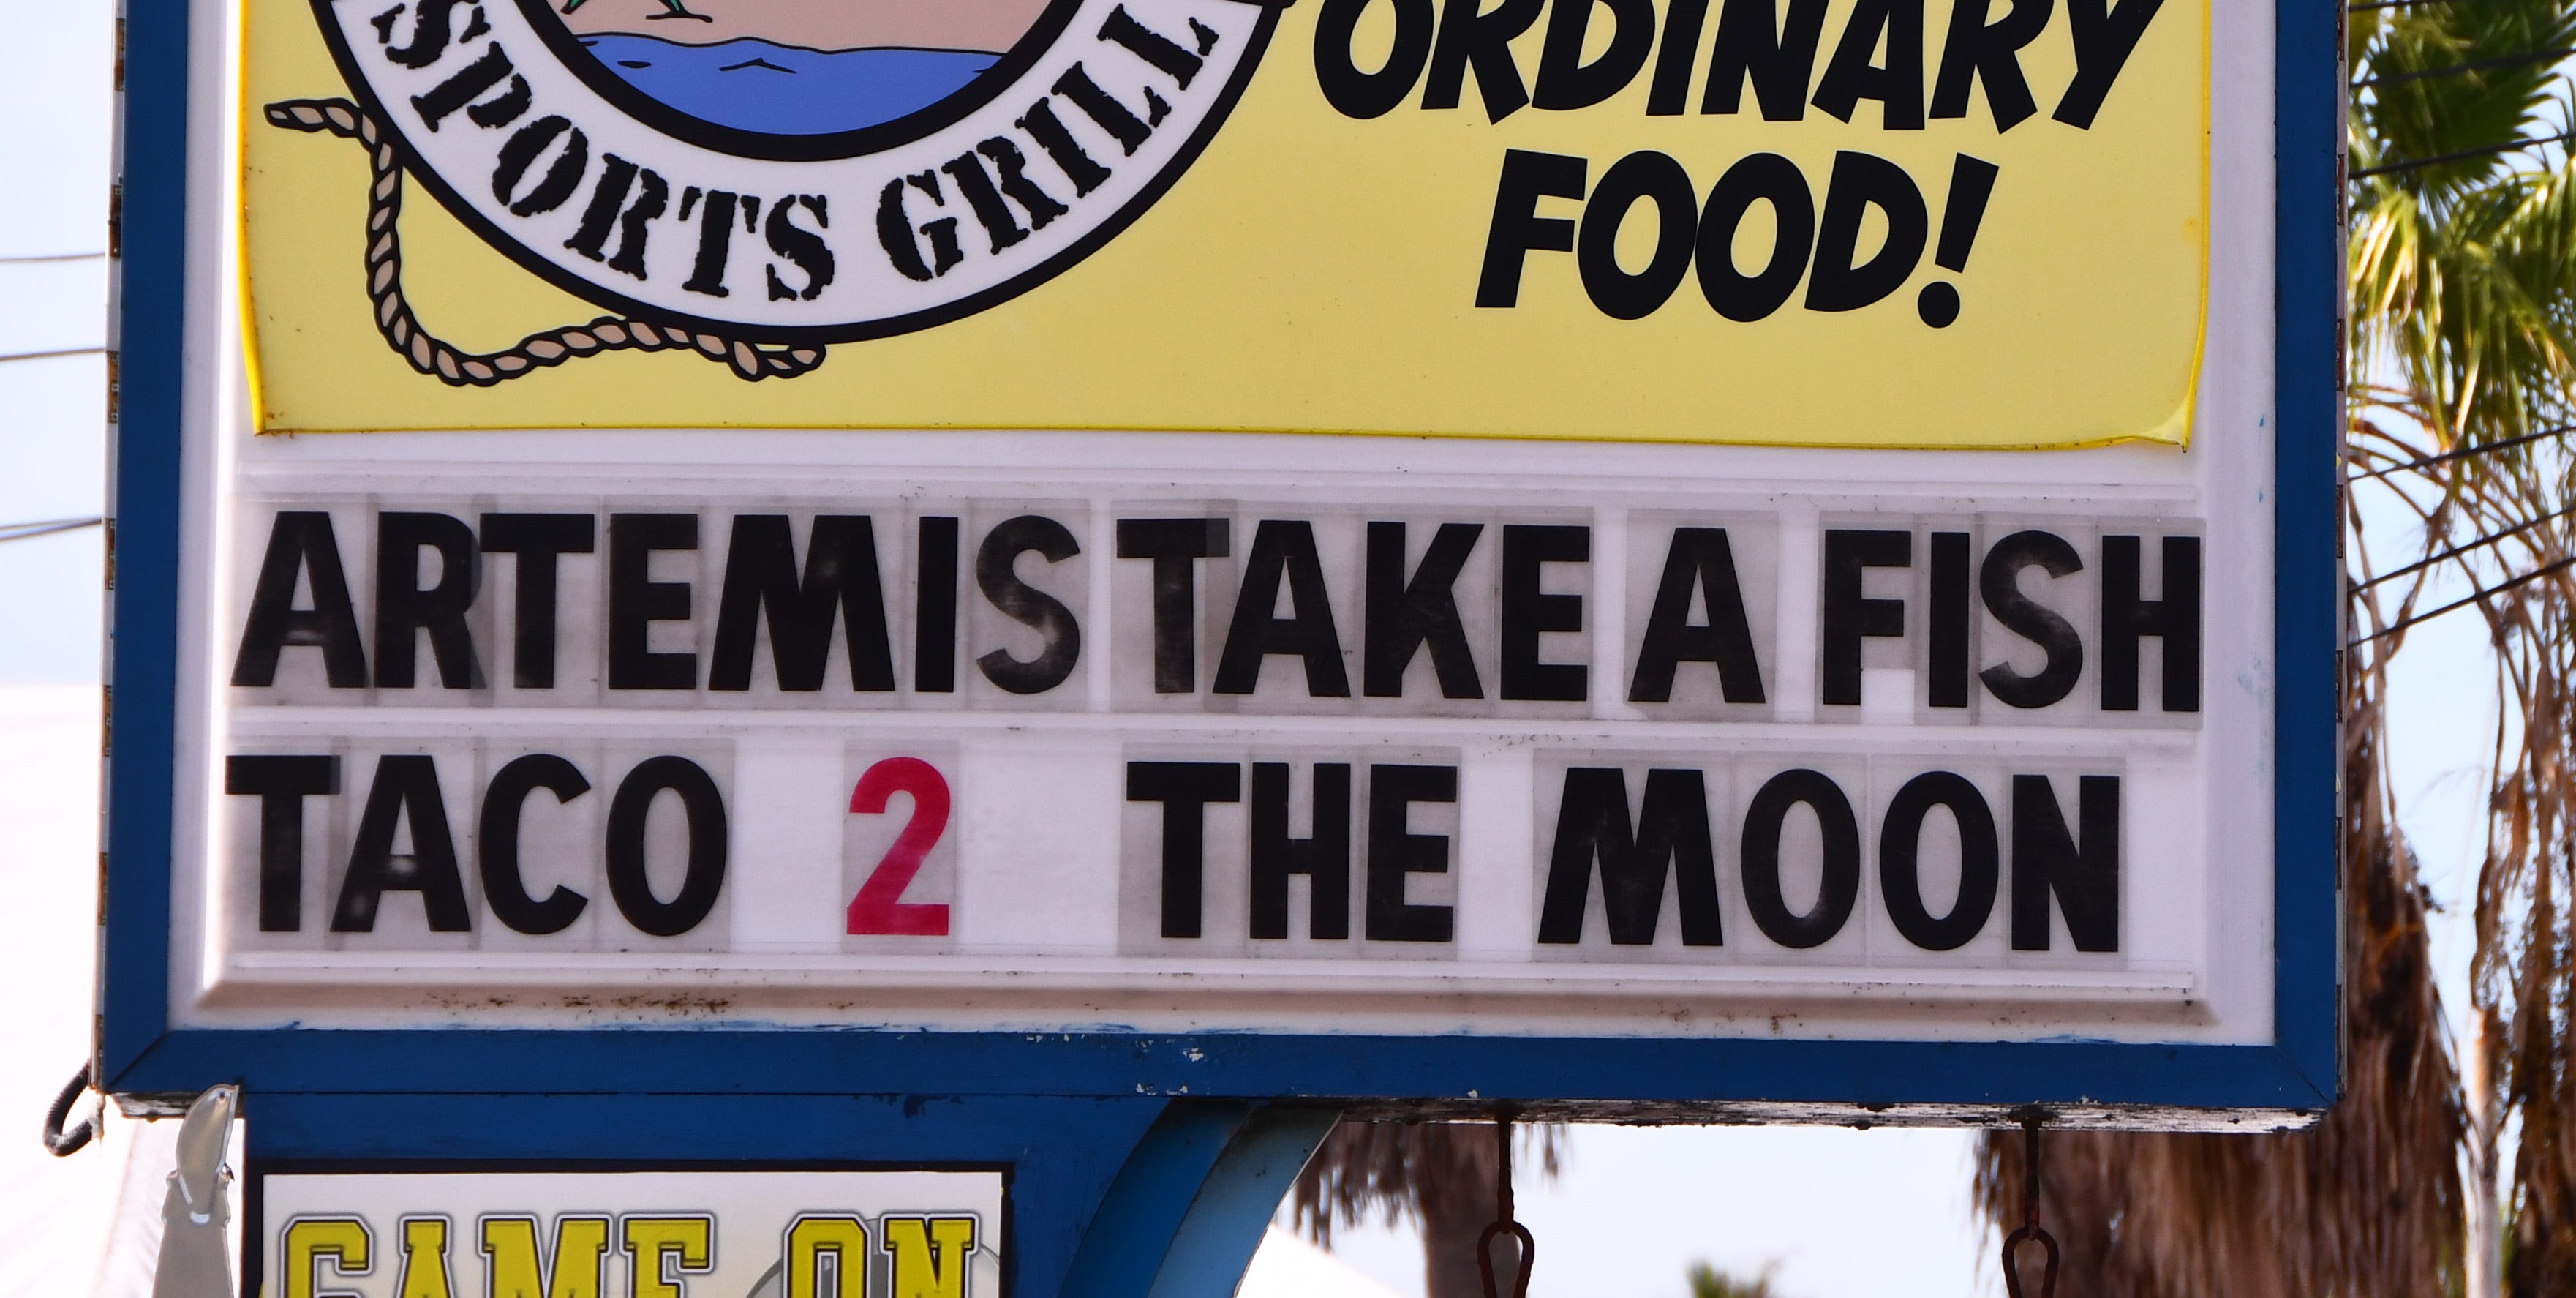 SPORTS GRILL
ORDINARY
FOOD!
ARTEMIS TAKE A FISH
TACO 2 THE MOON
GAME ON